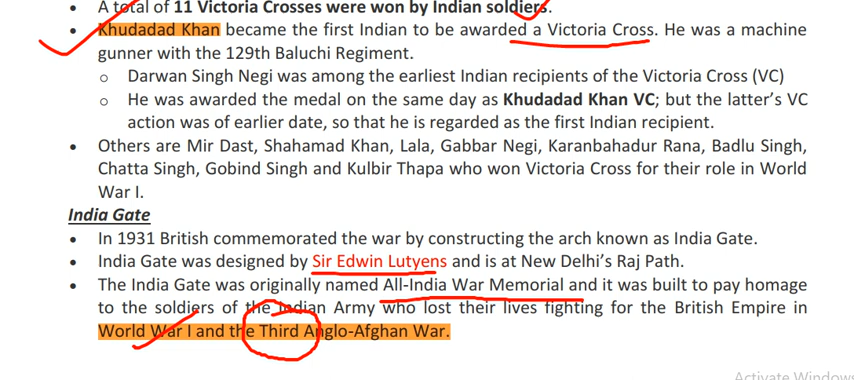 • A total of 11 Victoria Crosses were won by Indian soldiers.
• Khudadad Khan became the first Indian to be awarded a Victoria Cross. He was a machine
gunner with the 129th Baluchi Regiment.
o Darwan Singh Negi was among the earliest Indian recipients of the Victoria Cross (VC)
o He was awarded the medal on the same day as Khudadad Khan VC; but the latter's VC
action was of earlier date, so that he is regarded as the first Indian recipient.
• Others are Mir Dast, Shahamad Khan, Lala, Gabbar Negi, Karanbahadur Rana, Badlu Singh,
Chatta Singh, Gobind Singh and Kulbir Thapa who won Victoria Cross for their role in World
War I.
India Gate
• In 1931 British commemorated the war by constructing the arch known as India Gate.
• India Gate was designed by Sir Edwin Lutyens and is at New Delhi's Raj Path.
• The India Gate was originally named All-India War Memorial and it was built to pay homage
to the soldiers of the Indian Army who lost their lives fighting for the British Empire in
World War I and the Third Anglo-Afghan War.
Activate Windows